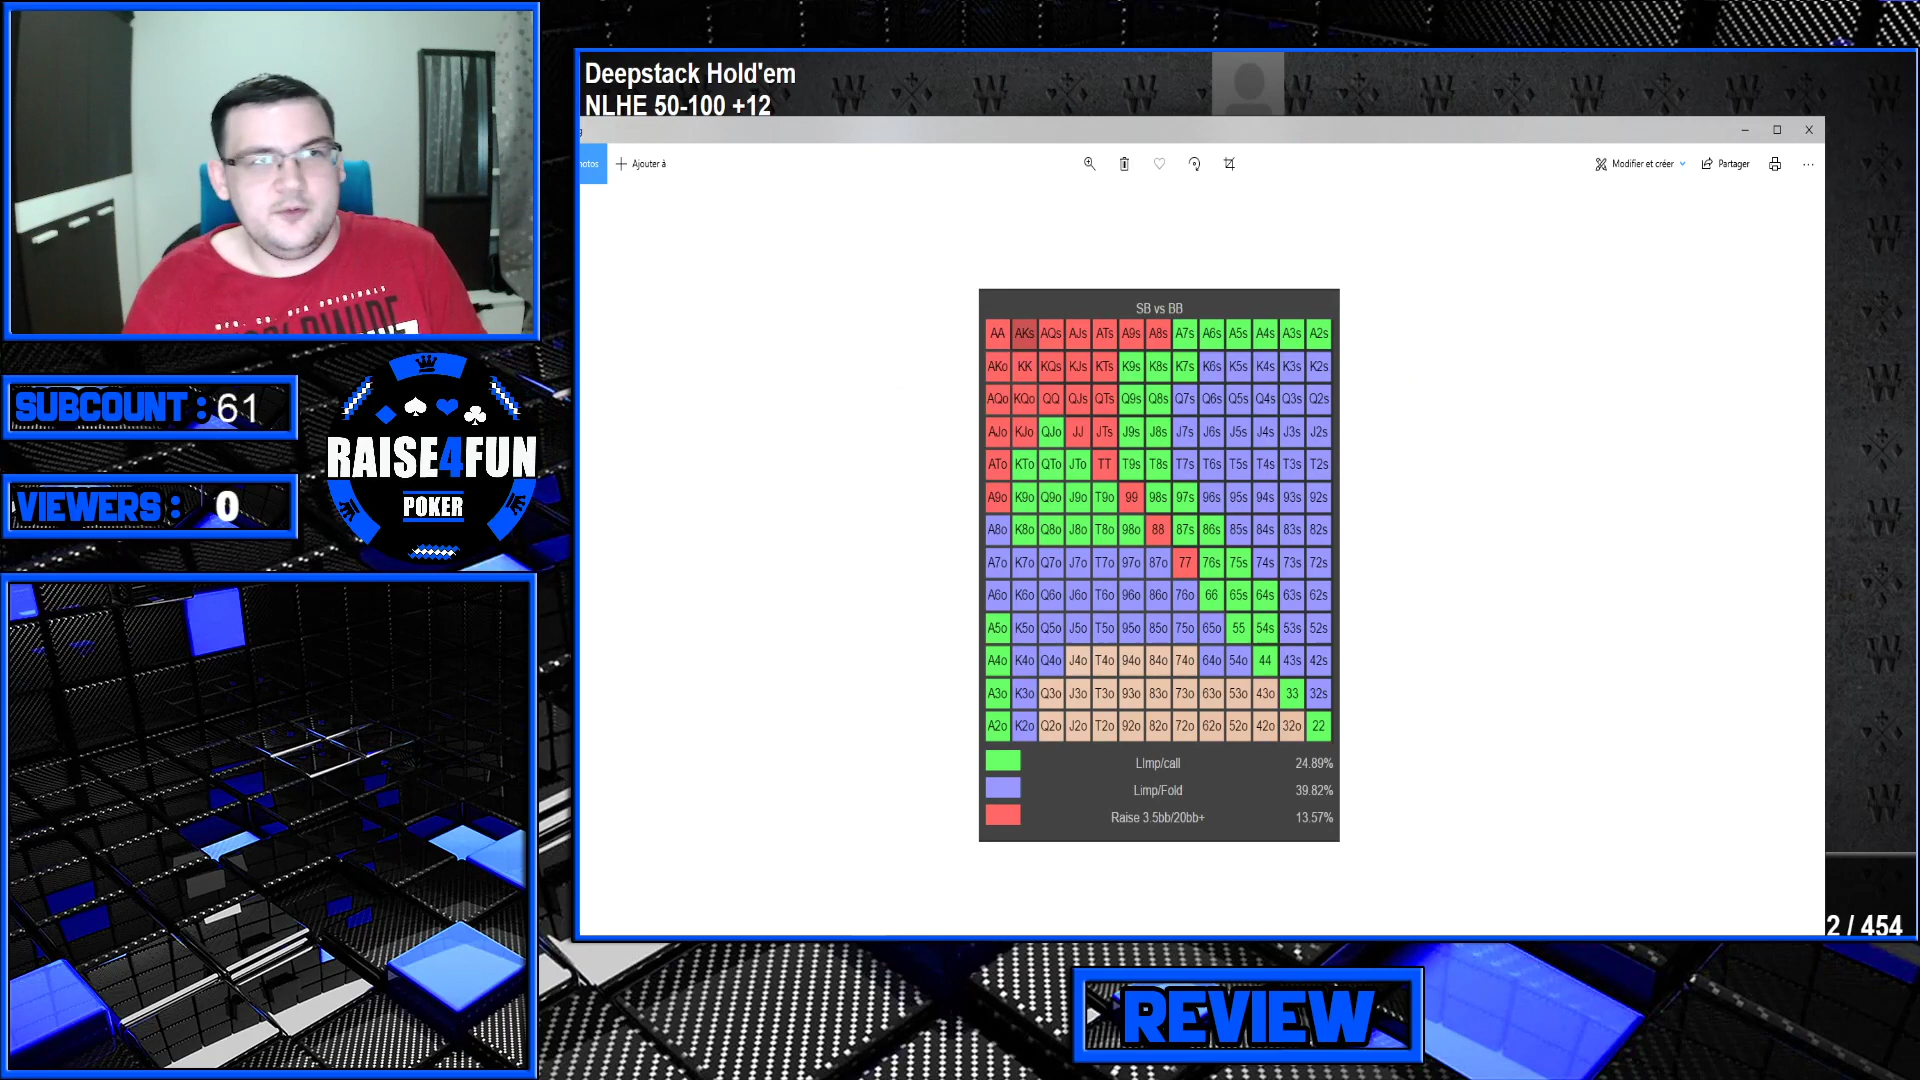 Deepstack Hold'em
NLHE 50-100 +12
Ajouter à
Modifier et créer
Partager
SB vs BB
AA AKs AQs AJs ATs A9s A8s A7s A6s A5s A4s A3s A2s
AKo KK KQs KJs KTs K9s K8s K7s K6s K5s K4s K3s K2s
AQo KQo QQ QJs QTs Q9s Q8s Q7s Q6s Q5s Q4s Q3s Q2s
AJo KJo QJo JJ JTs J9s J8s J7s J6s J5s J4s J3s J2s
ATo KTo QTo JTo TT T9s T8s T7s T6s T5s T4s T3s T2s
A9o K9o Q9o J9o T9o 99 98s 97s 96s 95s 94s 93s 92s
A8o K8o Q8o J8o T8o 98o 88 87s 86s 85s 84s 83s 82s
A7o K7o Q7o J7o T7o 97o 87o 77 76s 75s 74s 73s 72s
A6o K6o Q6o J6o T6o 96o 86o 76o 66 65s 64s 63s 62s
A5o K5o Q5o J5o T5o 95o 85o 75o 65o 55 54s 53s 52s
A4o K4o Q4o J4o T4o 94o 84o 74o 64o 54o 44 43s 42s
A3o K3o Q3o J3o T3o 93o 83o 73o 63o 53o 43o 33 32s
A2o K2o Q2o J2o T2o 92o 82o 72o 62o 52o 42o 32o 22
LImp/call 24.89%
Limp/Fold 39.82%
Raise 3.5bb/20bb+ 13.57%
2 / 454
SUBCOUNT : 61
VIEWERS : 0
RAISE4FUN
POKER
REVIEW